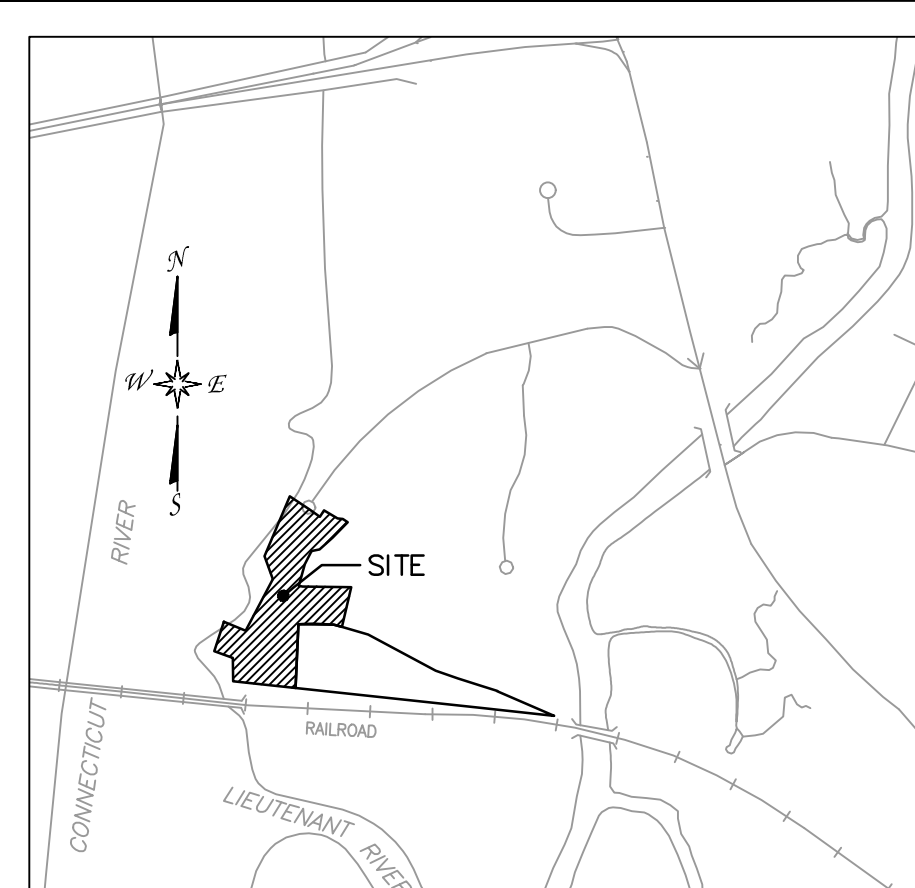 N
W E
S
RIVER
SITE
RAILROAD
CONNECTICUT
LIEUTENANT
RIVER